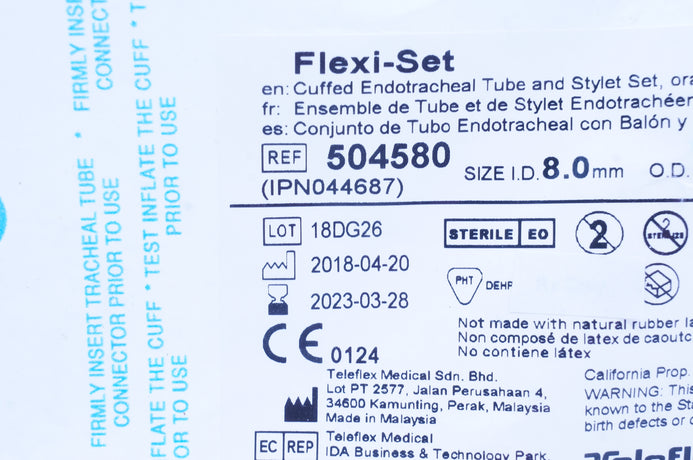 FIRMLY INSERT TRACHEAL TUBE * FIRMLY INS
CONNECTOR PRIOR TO USE CONNECT
FLATE THE CUFF * TEST INFLATE THE CUFF * T
OR TO USE PRIOR TO USE
Flexi-Set
en: Cuffed Endotracheal Tube and Stylet Set, ora
fr: Ensemble de Tube et de Stylet Endotrachéer
es: Conjunto de Tubo Endotracheal con Balón y
REF 504580 SIZE I.D. 8.0 mm O.D.
(IPN044687)
LOT 18DG26 STERILE EO 2
2018-04-20
PHT DEHP
2023-03-28
CE 0124
Not made with natural rubber la
Non composé de latex de caoutc
No contiene látex
Teleflex Medical Sdn. Bhd.
Lot PT 2577, Jalan Perusahaan 4,
34600 Kamunting, Perak, Malaysia
Made in Malaysia
California Prop.
WARNING: This
known to the St
birth defects or
EC REP Teleflex Medical
IDA Business & Technology Park,